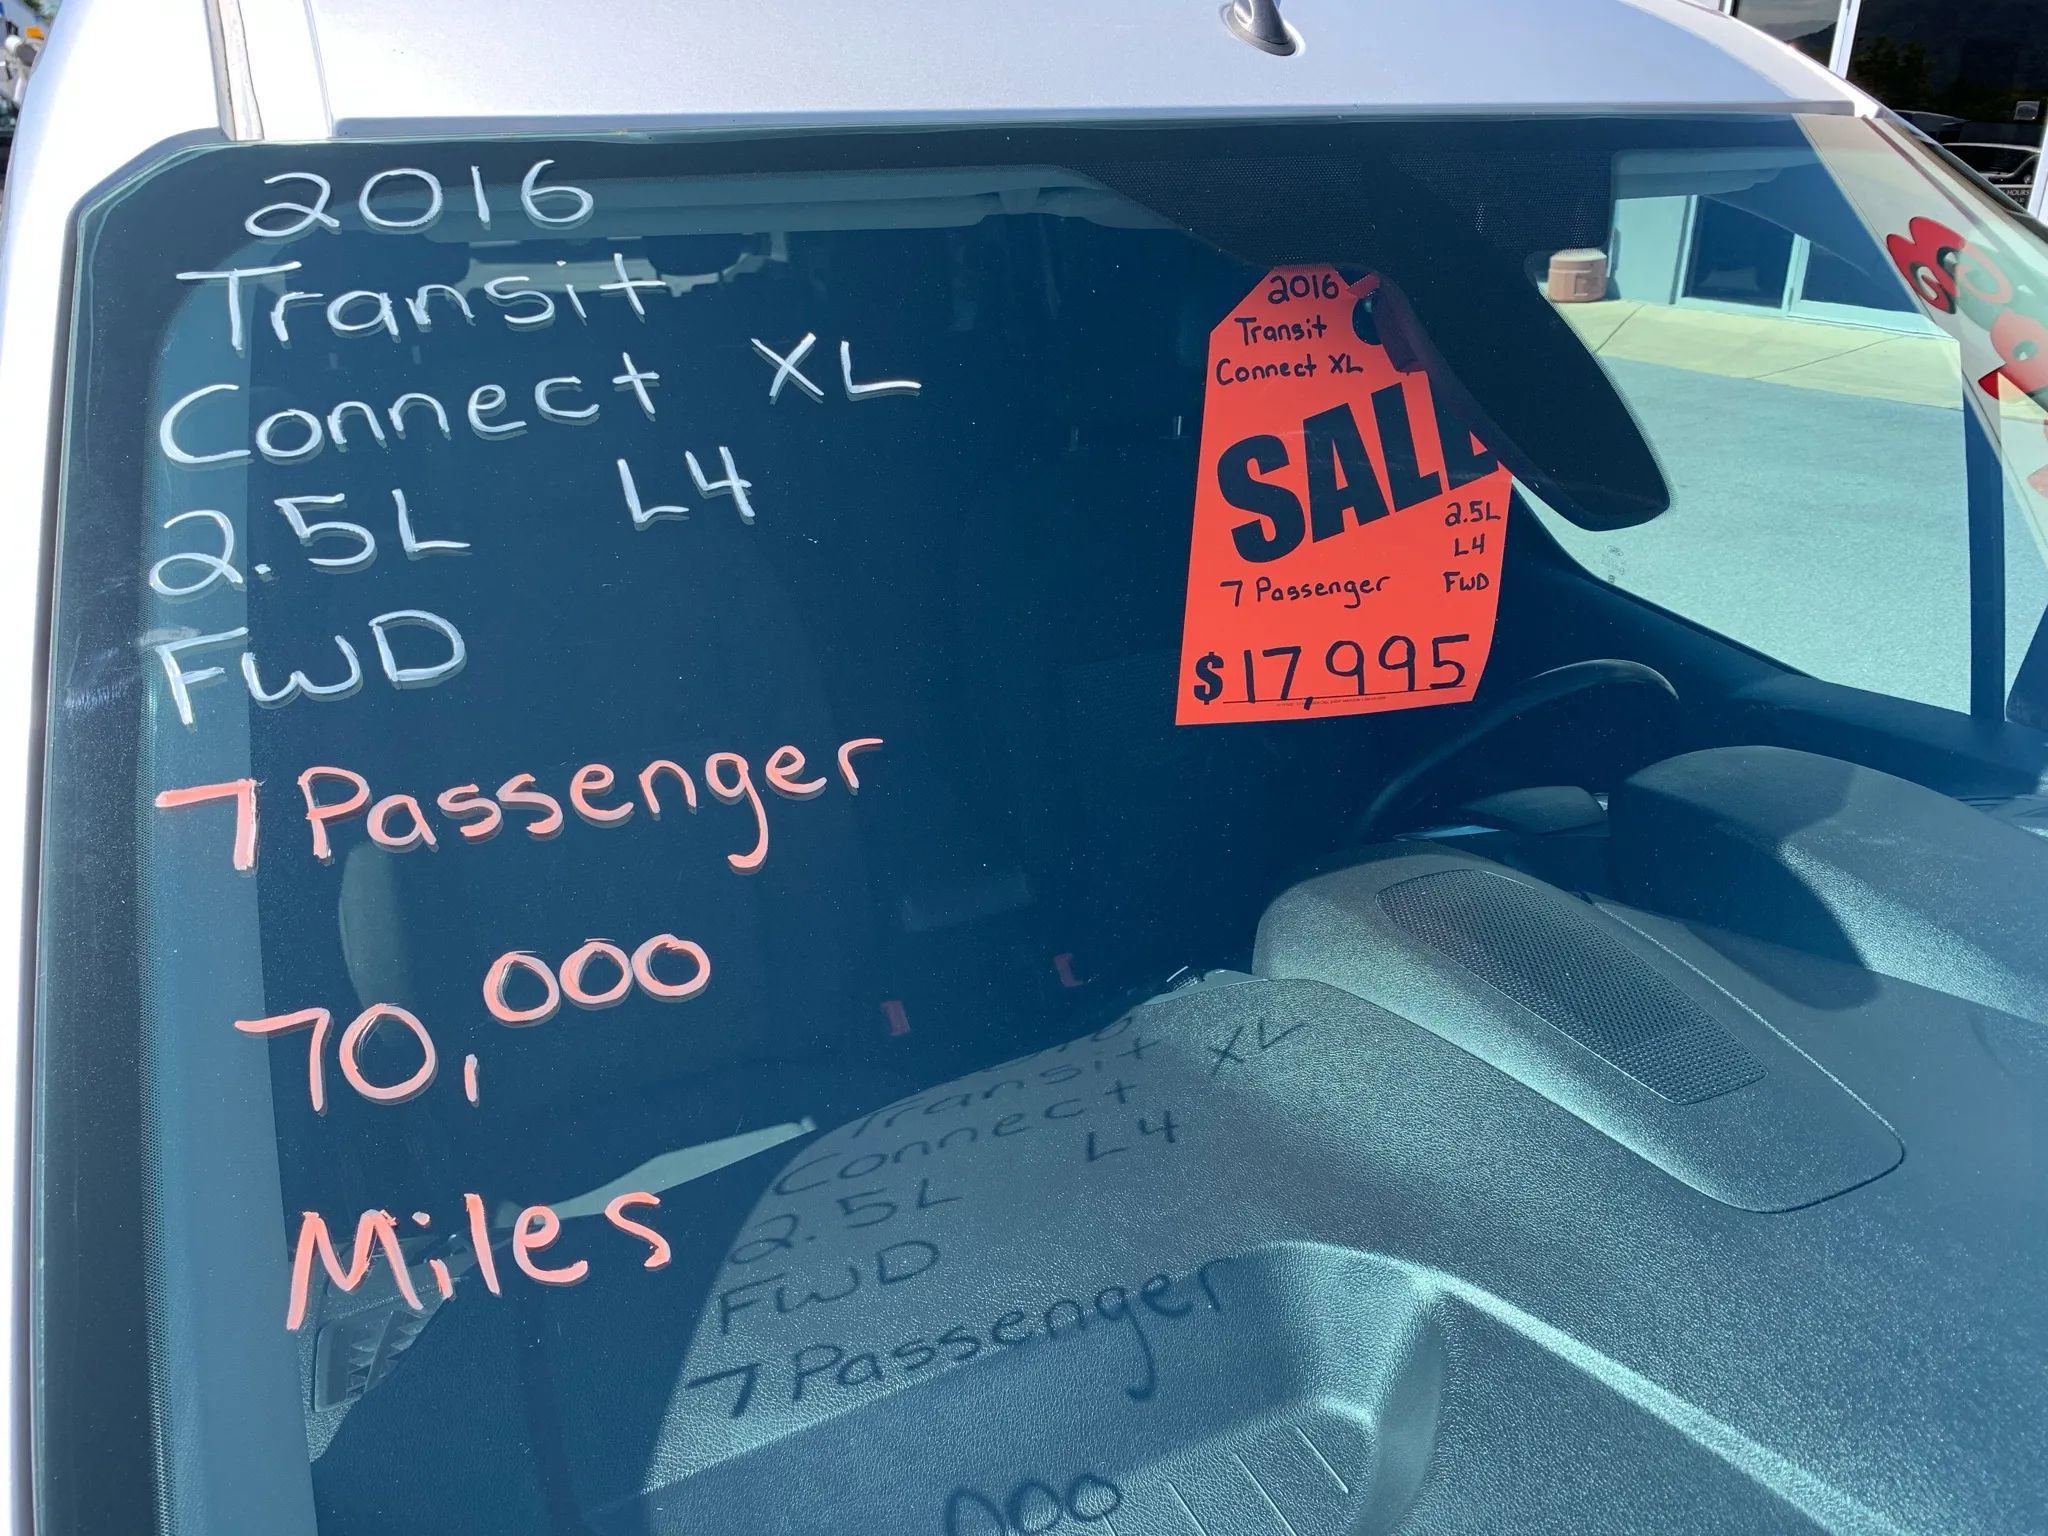 2016
Transit
Connect XL
2.5L L4
FWD
7 Passenger
70,000
Miles
2016
Transit
Connect XL
SALE
2.5L
L4
7 Passenger FWD
$17,995
Transit
Connect XL
2.5L L4
FWD
7 Passenger
000